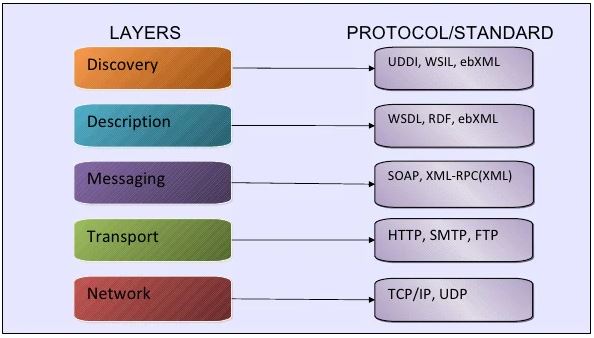 LAYERS PROTOCOL/STANDARD
Discovery UDDI, WSIL, ebXML
Description WSDL, RDF, ebXML
Messaging SOAP, XML-RPC(XML)
Transport HTTP, SMTP, FTP
Network TCP/IP, UDP